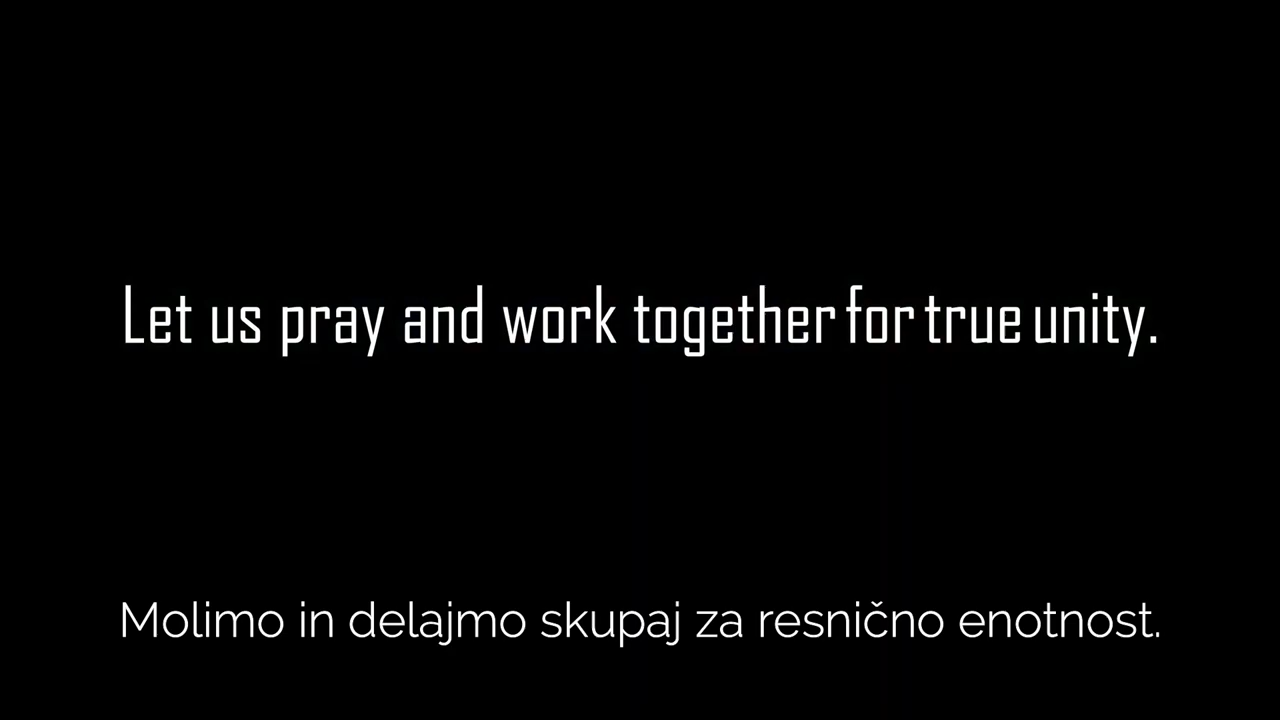 Let us pray and work together for true unity.
Molimo in delajmo skupaj za resnično enotnost.